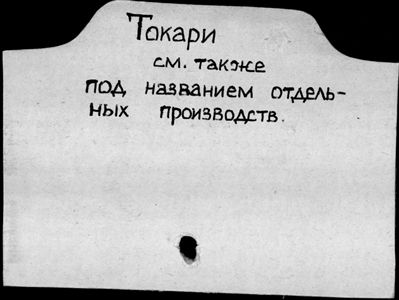 Токари
см. также
под названием отдель-
ных производств.